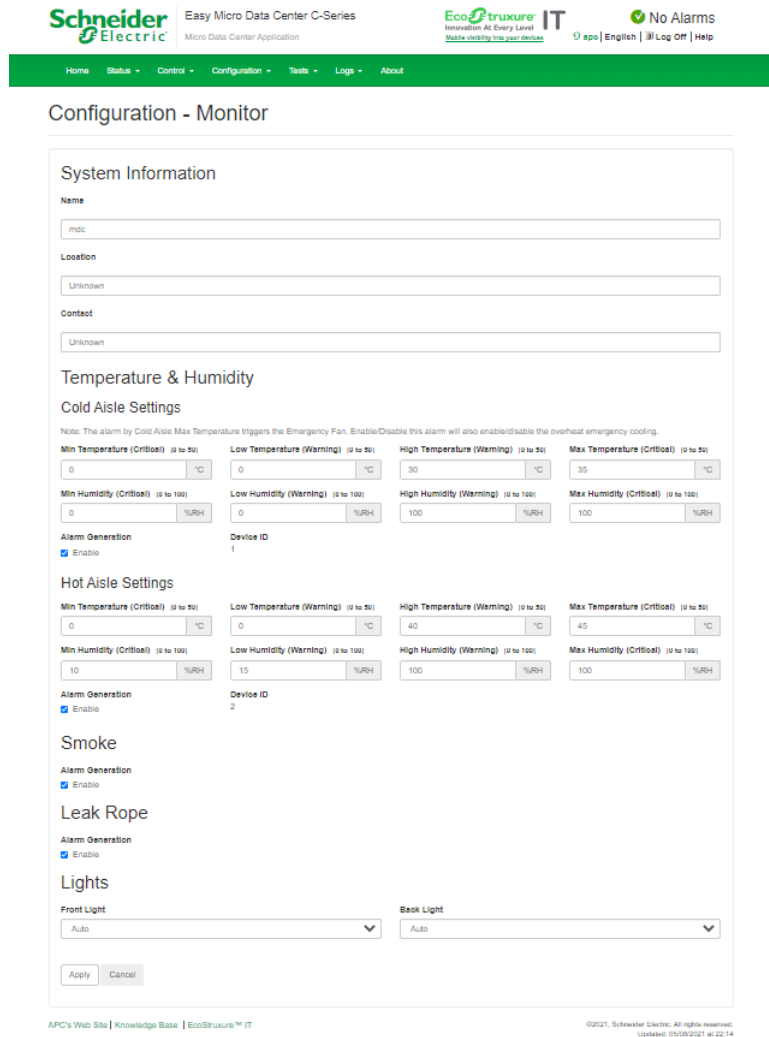 Schneider Electric
Easy Micro Data Center C-Series
Micro Data Center Application
EcoStruxure IT
Innovation At Every Level
Mobile visibility into your devices
No Alarms
apc | English | Log Off | Help
Home Status Control Configuration Tests Logs About
Configuration - Monitor
System Information
Name
mdc
Location
Unknown
Contact
Unknown
Temperature & Humidity
Cold Aisle Settings
Note: The alarm by Cold Aisle Max Temperature triggers the Emergency Fan. Enable/Disable this alarm will also enable/disable the overheat emergency cooling.
Min Temperature (Critical) [0 to 50] Low Temperature (Warning) [0 to 50] High Temperature (Warning) [0 to 50] Max Temperature (Critical) [0 to 50]
0 °C 0 °C 30 °C 35 °C
Min Humidity (Critical) [0 to 100] Low Humidity (Warning) [0 to 100] High Humidity (Warning) [0 to 100] Max Humidity (Critical) [0 to 100]
0 %RH 0 %RH 100 %RH 100 %RH
Alarm Generation Device ID
Enable 1
Hot Aisle Settings
Min Temperature (Critical) [0 to 50] Low Temperature (Warning) [0 to 50] High Temperature (Warning) [0 to 50] Max Temperature (Critical) [0 to 50]
0 °C 0 °C 40 °C 45 °C
Min Humidity (Critical) [0 to 100] Low Humidity (Warning) [0 to 100] High Humidity (Warning) [0 to 100] Max Humidity (Critical) [0 to 100]
10 %RH 15 %RH 100 %RH 100 %RH
Alarm Generation Device ID
Enable 2
Smoke
Alarm Generation
Enable
Leak Rope
Alarm Generation
Enable
Lights
Front Light Back Light
Auto Auto
Apply Cancel
APC's Web Site | Knowledge Base | EcoStruxure™ IT
©2021, Schneider Electric. All rights reserved.
Updated: 05/08/2021 at 22:14